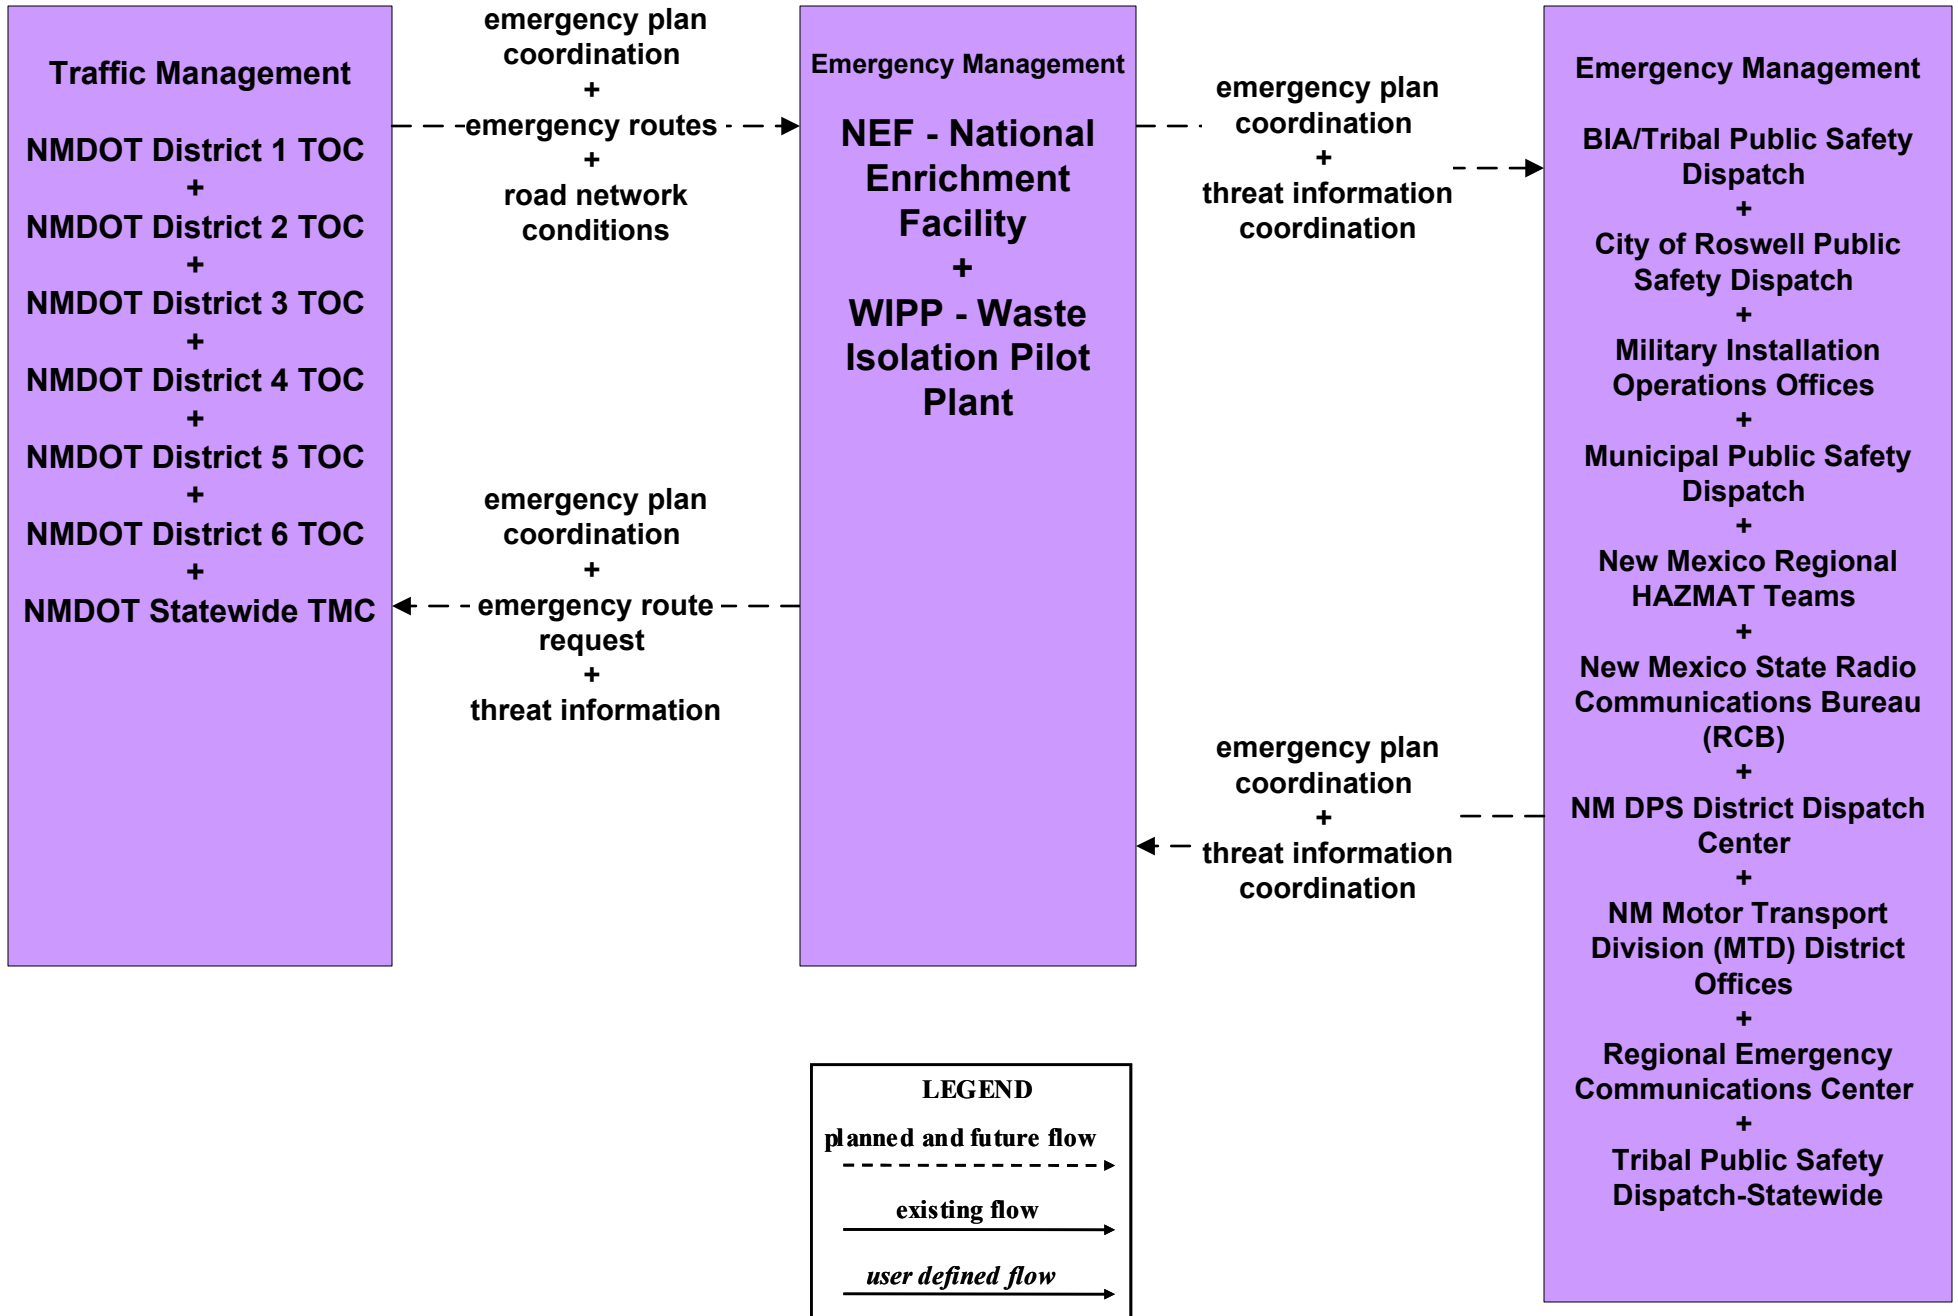 Traffic Management
NMDOT District 1 TOC
+
NMDOT District 2 TOC
+
NMDOT District 3 TOC
+
NMDOT District 4 TOC
+
NMDOT District 5 TOC
+
NMDOT District 6 TOC
+
NMDOT Statewide TMC
emergency plan
coordination
+
emergency routes
+
road network
conditions
emergency plan
coordination
+
emergency route
request
+
threat information
Emergency Management
NEF - National
Enrichment
Facility
+
WIPP - Waste
Isolation Pilot
Plant
emergency plan
coordination
+
threat information
coordination
emergency plan
coordination
+
threat information
coordination
Emergency Management
BIA/Tribal Public Safety
Dispatch
+
City of Roswell Public
Safety Dispatch
+
Military Installation
Operations Offices
+
Municipal Public Safety
Dispatch
+
New Mexico Regional
HAZMAT Teams
+
New Mexico State Radio
Communications Bureau
(RCB)
+
NM DPS District Dispatch
Center
+
NM Motor Transport
Division (MTD) District
Offices
+
Regional Emergency
Communications Center
+
Tribal Public Safety
Dispatch-Statewide
LEGEND
planned and future flow
existing flow
user defined flow